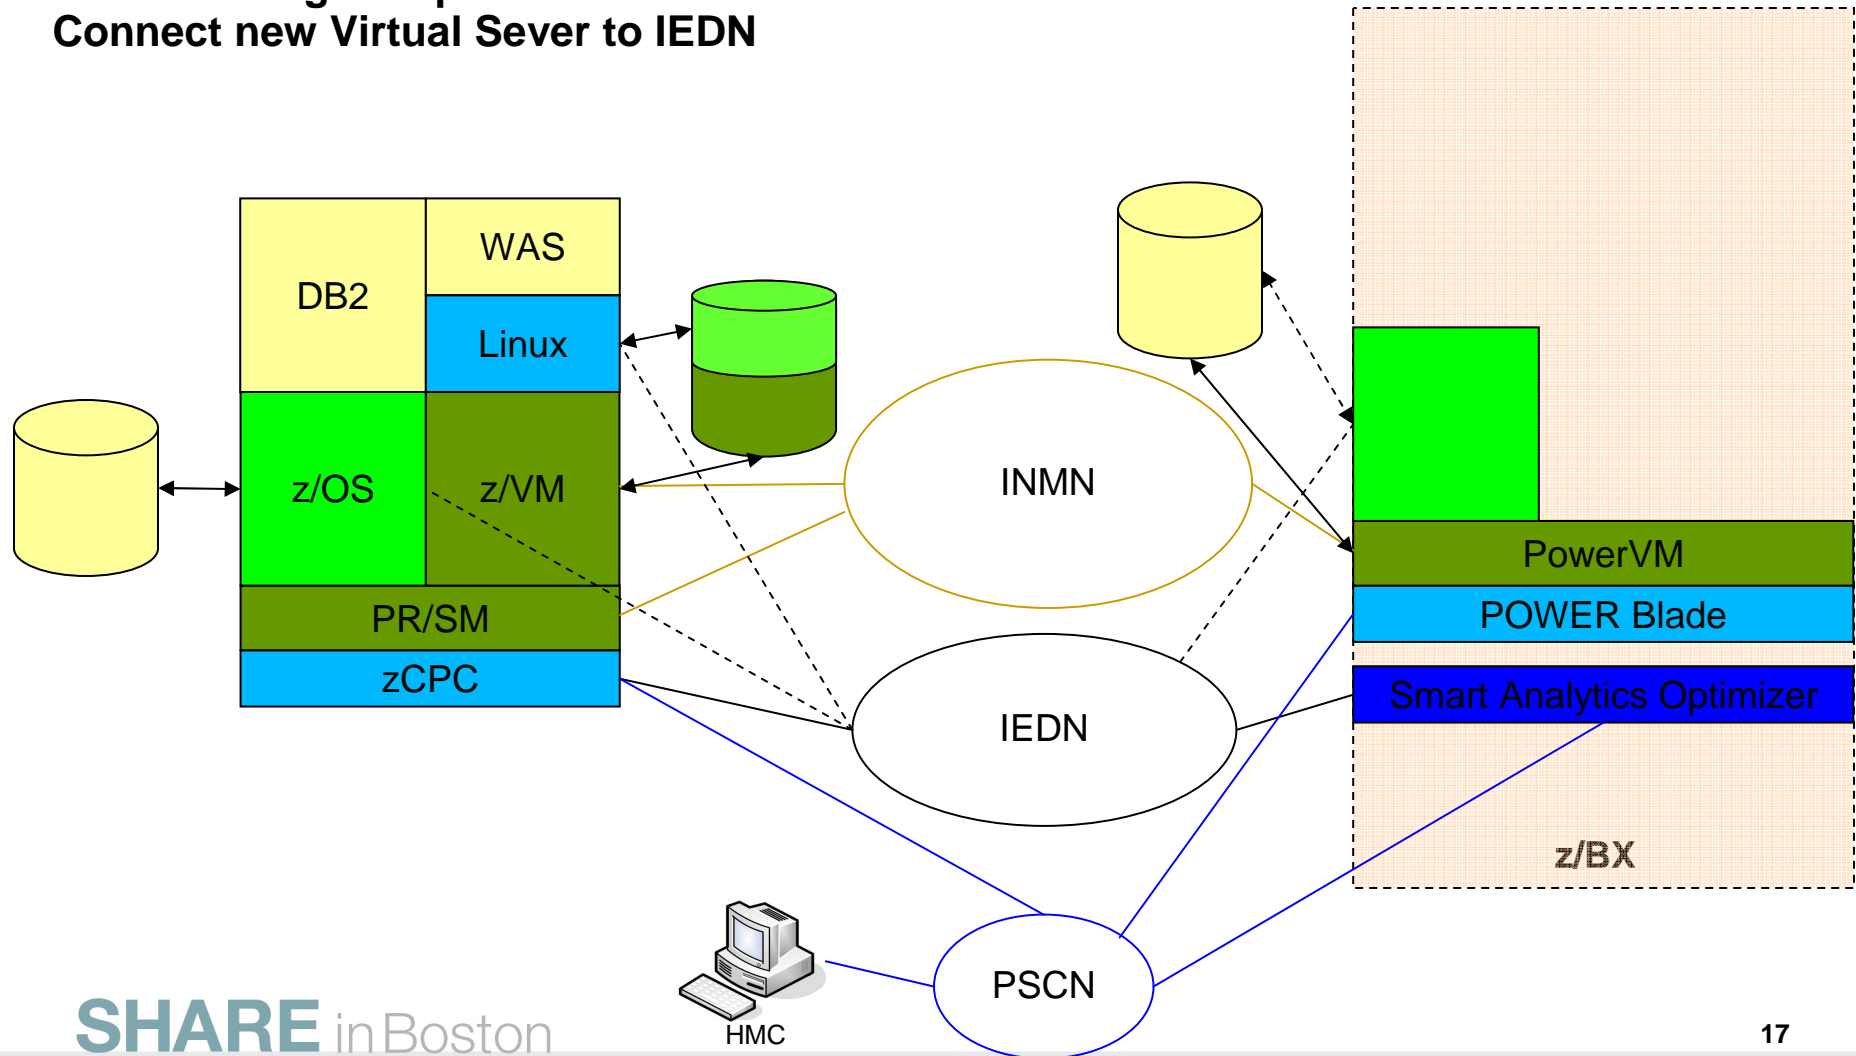 Connect new Virtual Sever to IEDN
WAS
DB2
Linux
z/OS
z/VM
PR/SM
zCPC
INMN
IEDN
PSCN
HMC
PowerVM
POWER Blade
Smart Analytics Optimizer
z/BX
SHARE in Boston
17